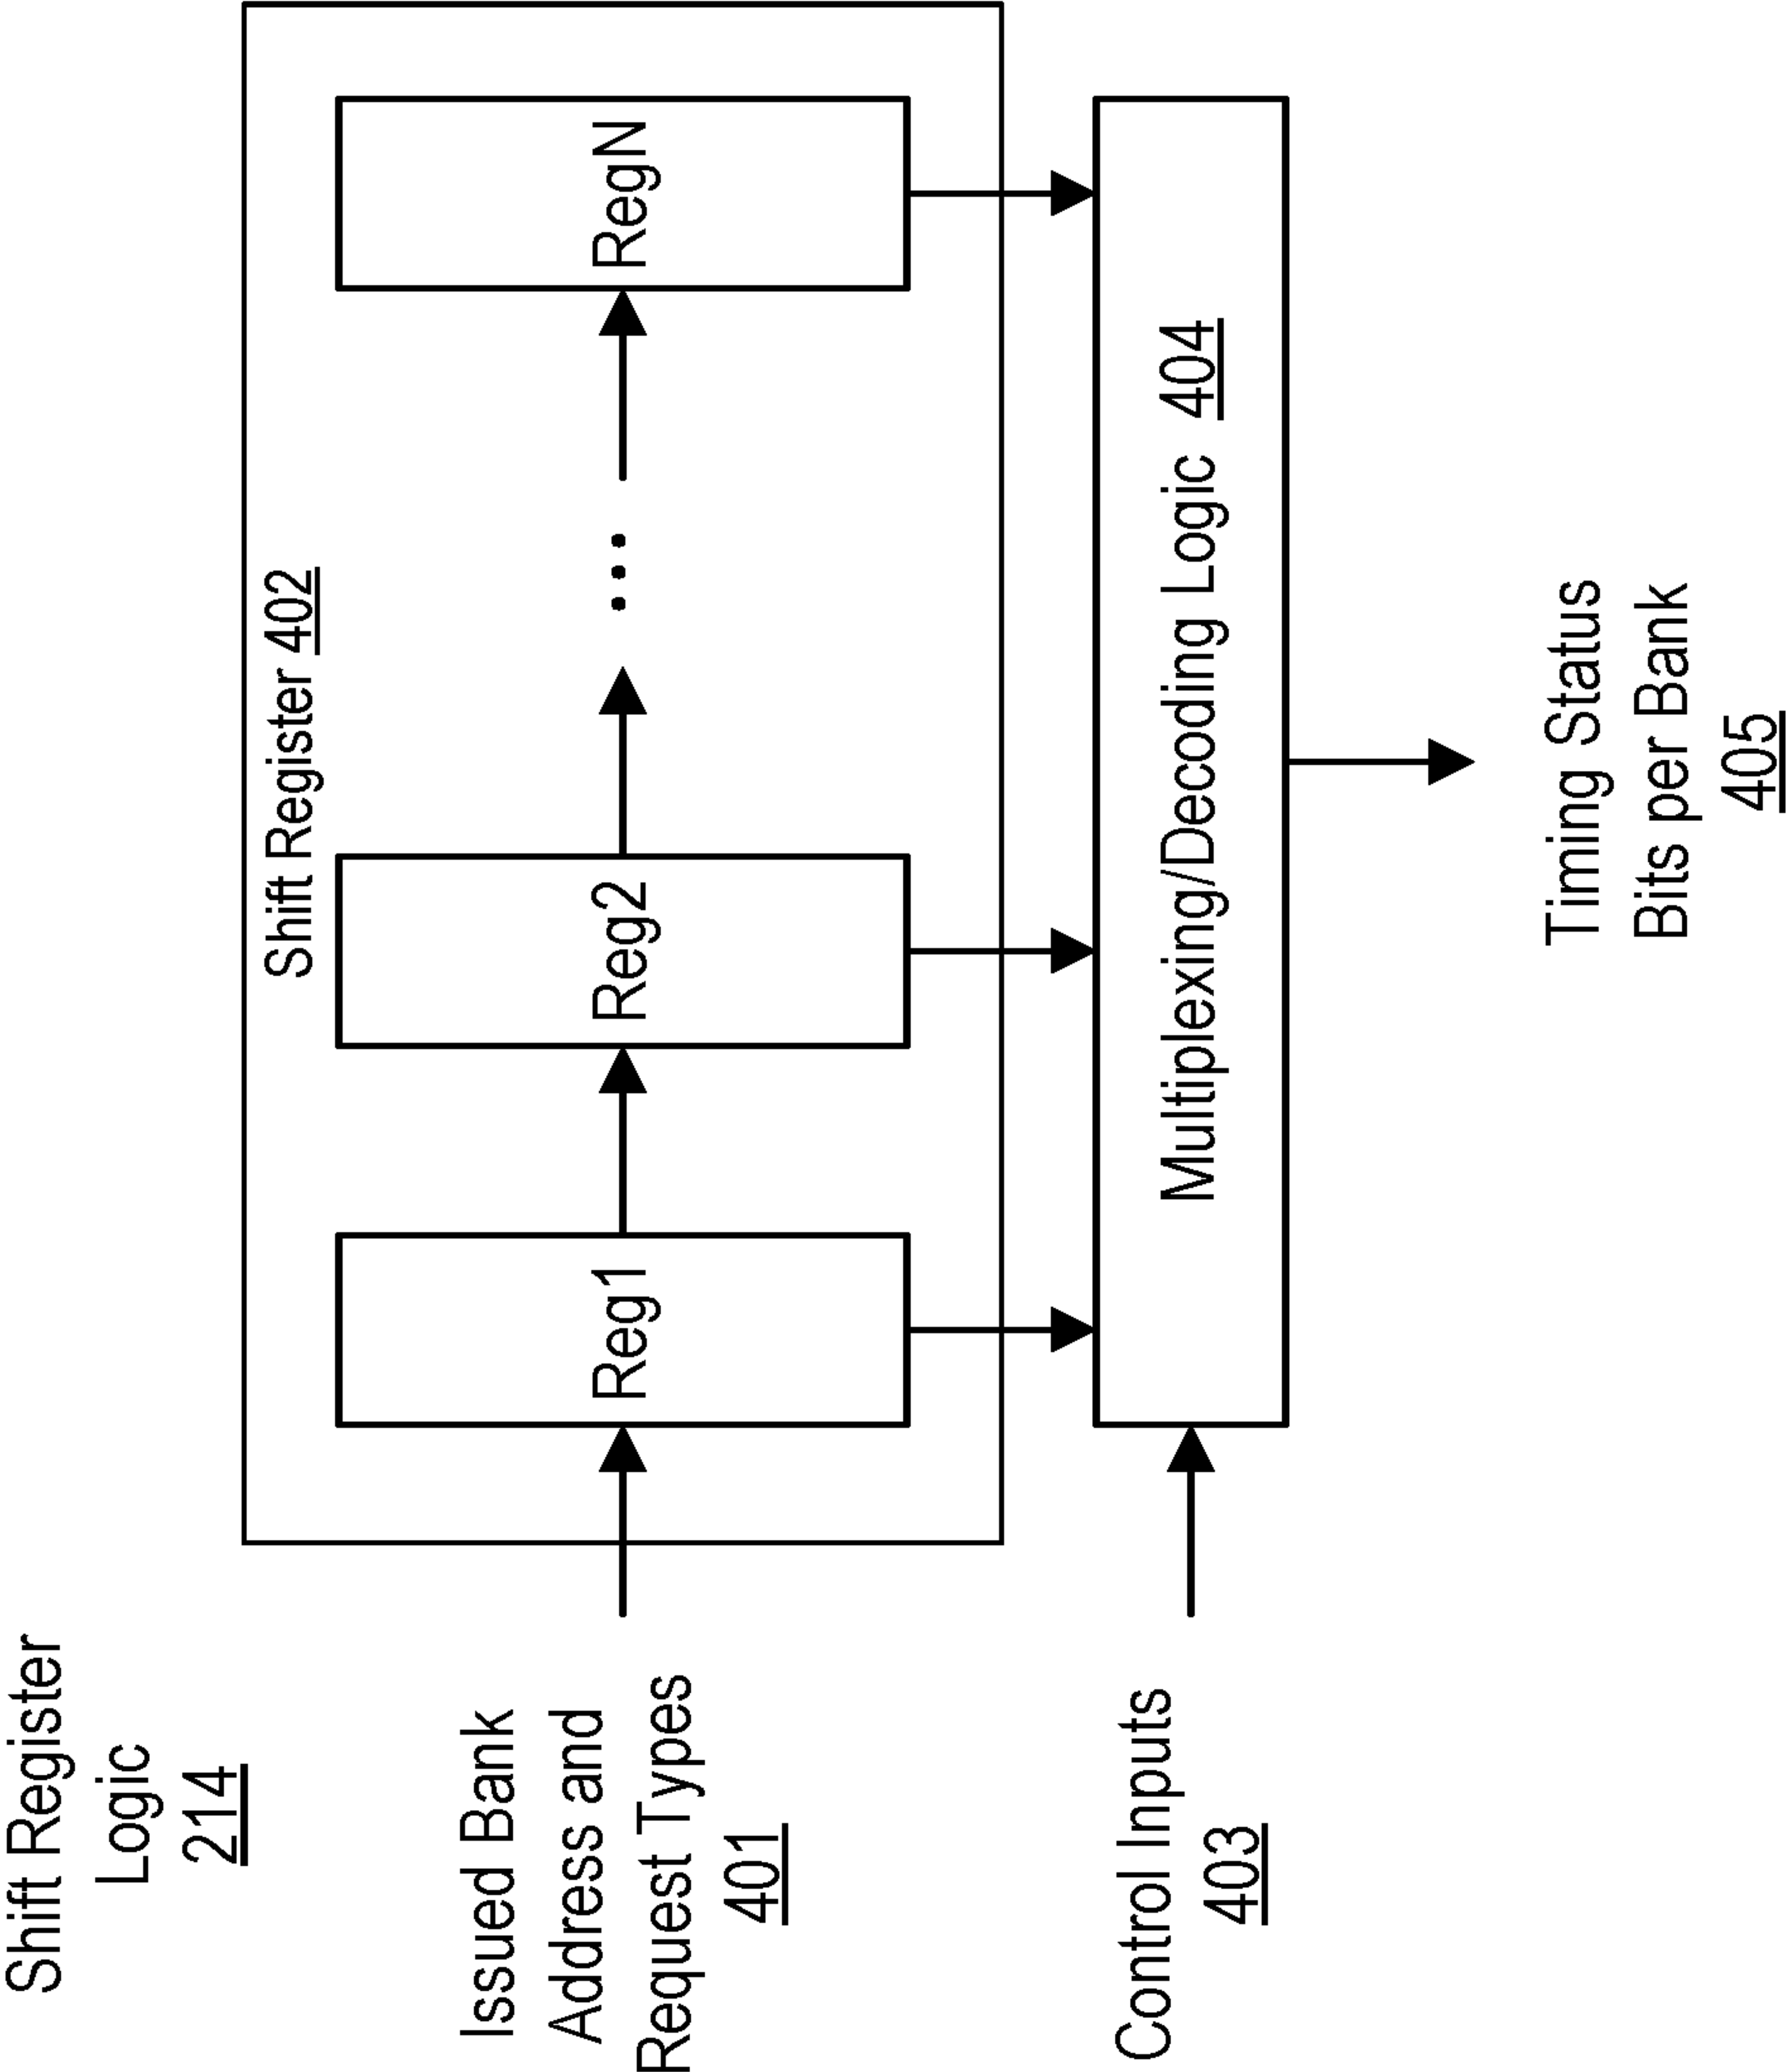 Shift Register
Logic
214
Shift Register 402
Issued Bank
Address and
Request Types
401
Reg1
Reg2
...
RegN
Control Inputs
403
Multiplexing/Decoding Logic 404
Timing Status
Bits per Bank
405